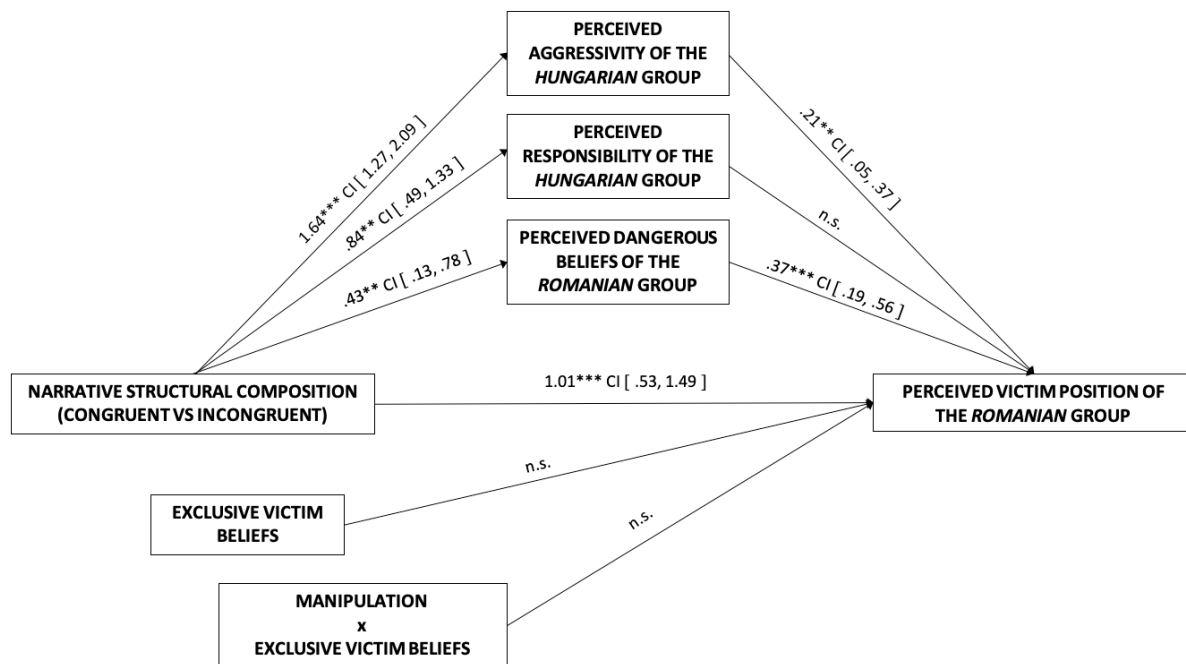 PERCEIVED
AGGRESSIVITY OF THE
HUNGARIAN GROUP
PERCEIVED
RESPONSIBILITY OF THE
HUNGARIAN GROUP
PERCEIVED DANGEROUS
BELIEFS OF THE
ROMANIAN GROUP
1.64*** CI [ 1.27, 2.09 ]
.84** CI [ .49, 1.33 ]
.43** CI [ .13, .78 ]
.21** CI [ .05, .37 ]
n.s.
.37*** CI [ .19, .56 ]
NARRATIVE STRUCTURAL COMPOSITION
(CONGRUENT VS INCONGRUENT)
1.01*** CI [ .53, 1.49 ]
PERCEIVED VICTIM POSITION OF
THE ROMANIAN GROUP
n.s.
EXCLUSIVE VICTIM
BELIEFS
n.s.
MANIPULATION
x
EXCLUSIVE VICTIM BELIEFS